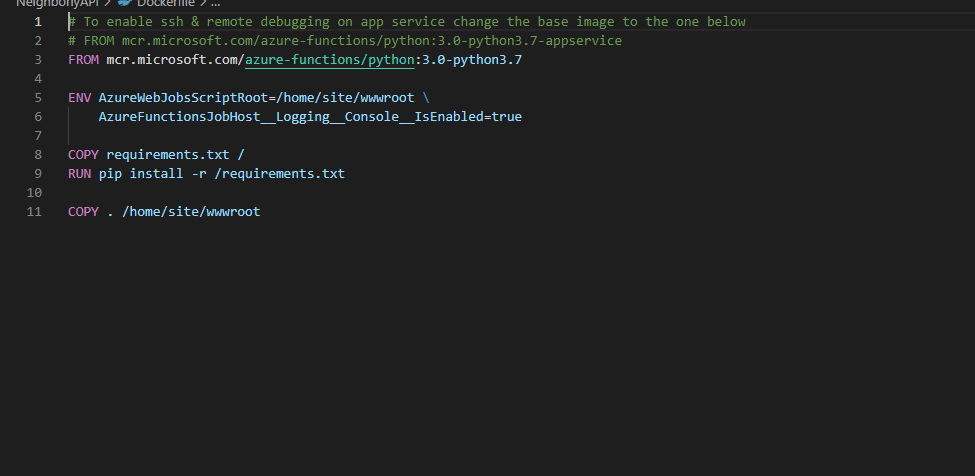 NeighborlyAPI > Dockerfile > ...
1 # To enable ssh & remote debugging on app service change the base image to the one below
2 # FROM mcr.microsoft.com/azure-functions/python:3.0-python3.7-appservice
3 FROM mcr.microsoft.com/azure-functions/python:3.0-python3.7
4
5 ENV AzureWebJobsScriptRoot=/home/site/wwwroot \
6 AzureFunctionsJobHost__Logging__Console__IsEnabled=true
7
8 COPY requirements.txt /
9 RUN pip install -r /requirements.txt
10
11 COPY . /home/site/wwwroot